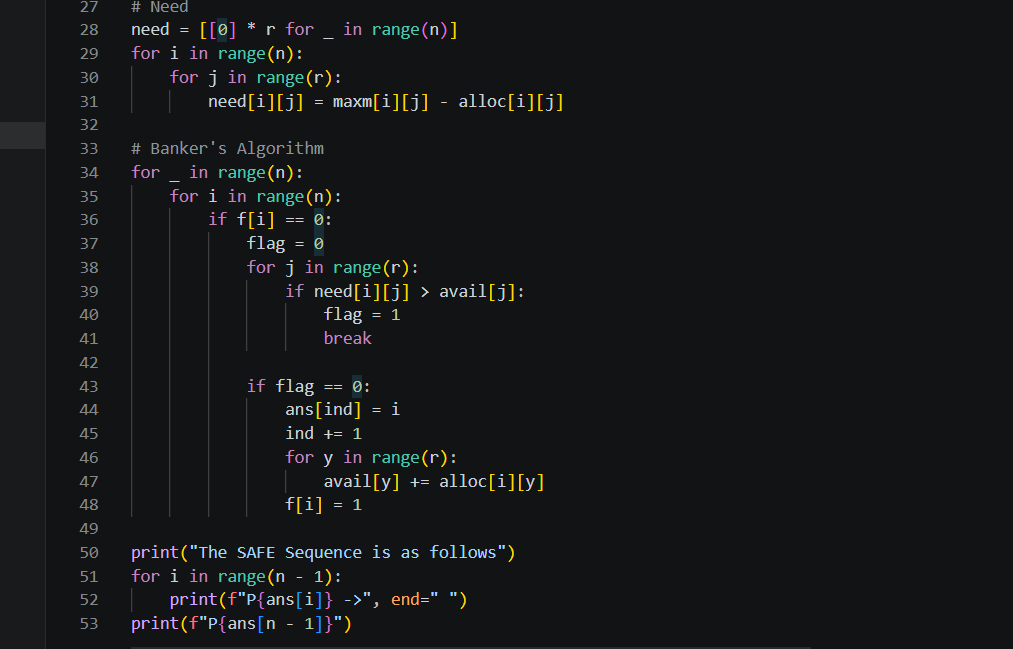 27 # Need
28 need = [[0] * r for _ in range(n)]
29 for i in range(n):
30     for j in range(r):
31         need[i][j] = maxm[i][j] - alloc[i][j]
32
33 # Banker's Algorithm
34 for _ in range(n):
35     for i in range(n):
36         if f[i] == 0:
37             flag = 0
38             for j in range(r):
39                 if need[i][j] > avail[j]:
40                     flag = 1
41                     break
42
43             if flag == 0:
44                 ans[ind] = i
45                 ind += 1
46                 for y in range(r):
47                     avail[y] += alloc[i][y]
48                 f[i] = 1
49
50 print("The SAFE Sequence is as follows")
51 for i in range(n - 1):
52     print(f"P{ans[i]} ->", end=" ")
53 print(f"P{ans[n - 1]}")